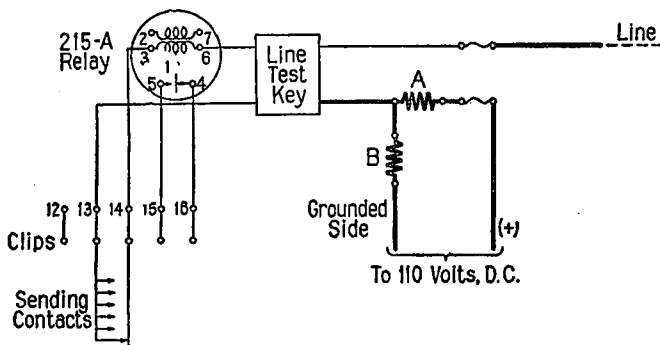 215-A
Relay
2
7
3
6
1
5
4
Line
Test
Key
Line
A
B
12
13
14
15
16
Clips
Grounded
Side
(+)
To 110 Volts, D.C.
Sending
Contacts